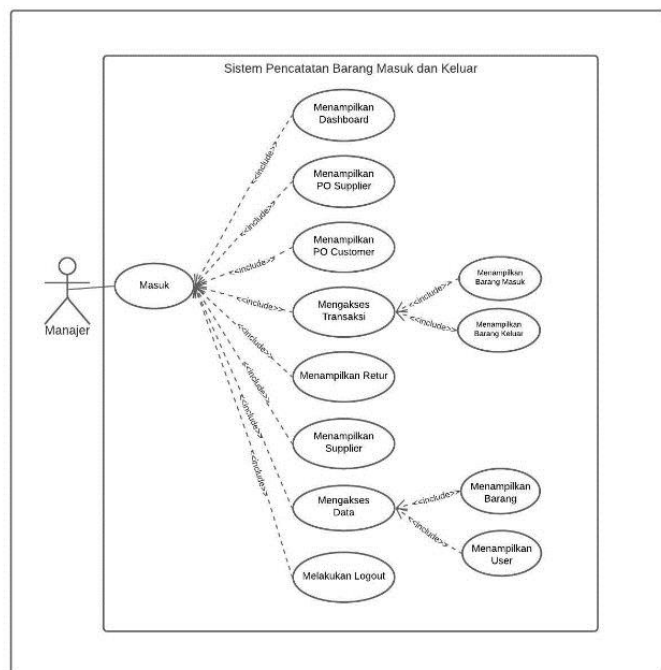 Sistem Pencatatan Barang Masuk dan Keluar
Menampilkan
Dashboard
<<include>>
Menampilkan
PO Supplier
<<include>>
Menampilkan
PO Customer
<<include>>
Manajer
Masuk
Mengakses
Transaksi
<<include>>
Menampilkan
Barang Masuk
<<include>>
Menampilkan
Barang Keluar
<<include>>
Menampilkan Retur
<<include>>
Menampilkan
Supplier
<<include>>
Mengakses
Data
<<include>>
Menampilkan
Barang
<<include>>
Menampilkan
User
<<include>>
Melakukan Logout
<<include>>